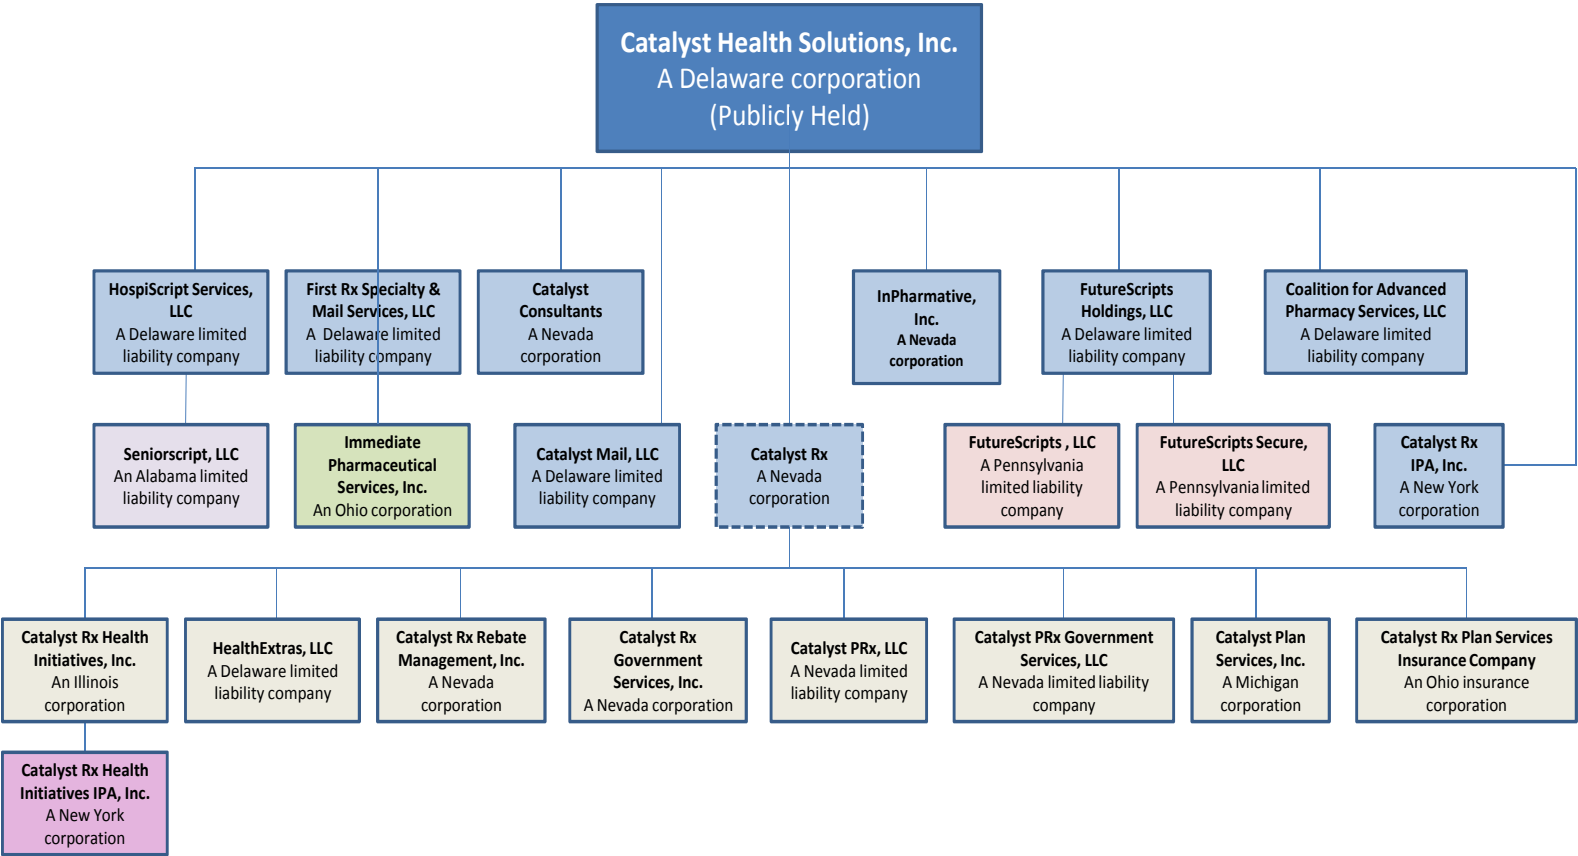 Catalyst Health Solutions, Inc.
A Delaware corporation
(Publicly Held)
HospiScript Services,
LLC
A Delaware limited
liability company
First Rx Specialty &
Mail Services, LLC
A Delaware limited
liability company
Catalyst
Consultants
A Nevada
corporation
InPharmative,
Inc.
A Nevada
corporation
FutureScripts
Holdings, LLC
A Delaware limited
liability company
Coalition for Advanced
Pharmacy Services, LLC
A Delaware limited
liability company
Seniorscript, LLC
An Alabama limited
liability company
Immediate
Pharmaceutical
Services, Inc.
An Ohio corporation
Catalyst Mail, LLC
A Delaware limited
liability company
Catalyst Rx
A Nevada
corporation
FutureScripts , LLC
A Pennsylvania
limited liability
company
FutureScripts Secure,
LLC
A Pennsylvania limited
liability company
Catalyst Rx
IPA, Inc.
A New York
corporation
Catalyst Rx Health
Initiatives, Inc.
An Illinois
corporation
HealthExtras, LLC
A Delaware limited
liability company
Catalyst Rx Rebate
Management, Inc.
A Nevada
corporation
Catalyst Rx
Government
Services, Inc.
A Nevada corporation
Catalyst PRx, LLC
A Nevada limited
liability company
Catalyst PRx Government
Services, LLC
A Nevada limited liability
company
Catalyst Plan
Services, Inc.
A Michigan
corporation
Catalyst Rx Plan Services
Insurance Company
An Ohio insurance
corporation
Catalyst Rx Health
Initiatives IPA, Inc.
A New York
corporation